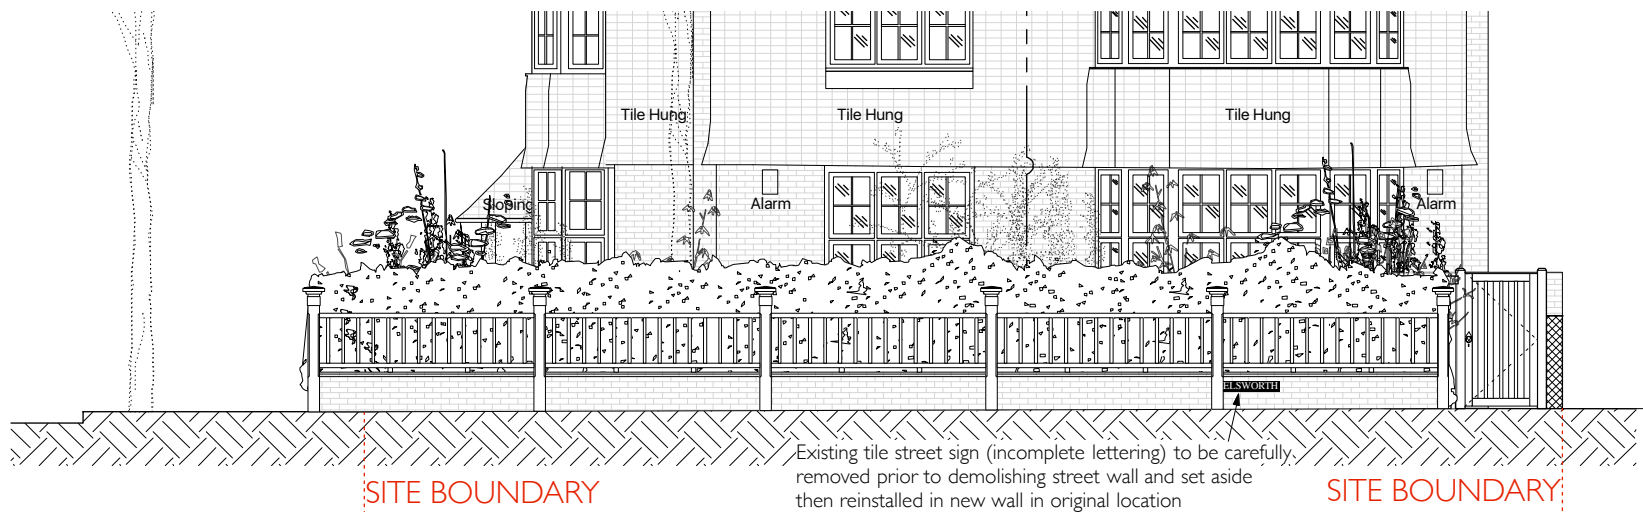 Tile Hung
Tile Hung
Tile Hung
Sloping
Alarm
Alarm
ELSWORTH
Existing tile street sign (incomplete lettering) to be carefully
removed prior to demolishing street wall and set aside
then reinstalled in new wall in original location
SITE BOUNDARY
SITE BOUNDARY